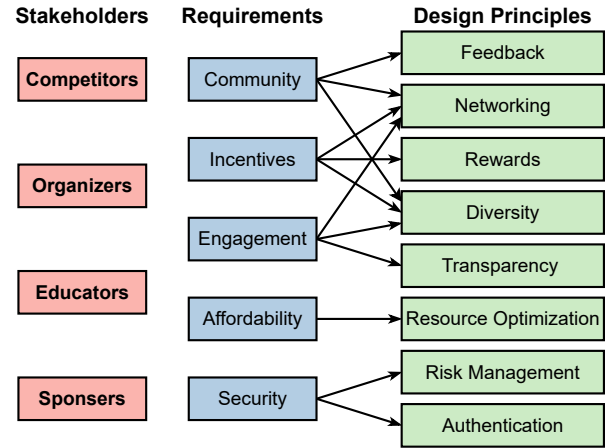 Stakeholders
Requirements
Design Principles
Competitors
Organizers
Educators
Sponsers
Community
Incentives
Engagement
Affordability
Security
Feedback
Networking
Rewards
Diversity
Transparency
Resource Optimization
Risk Management
Authentication